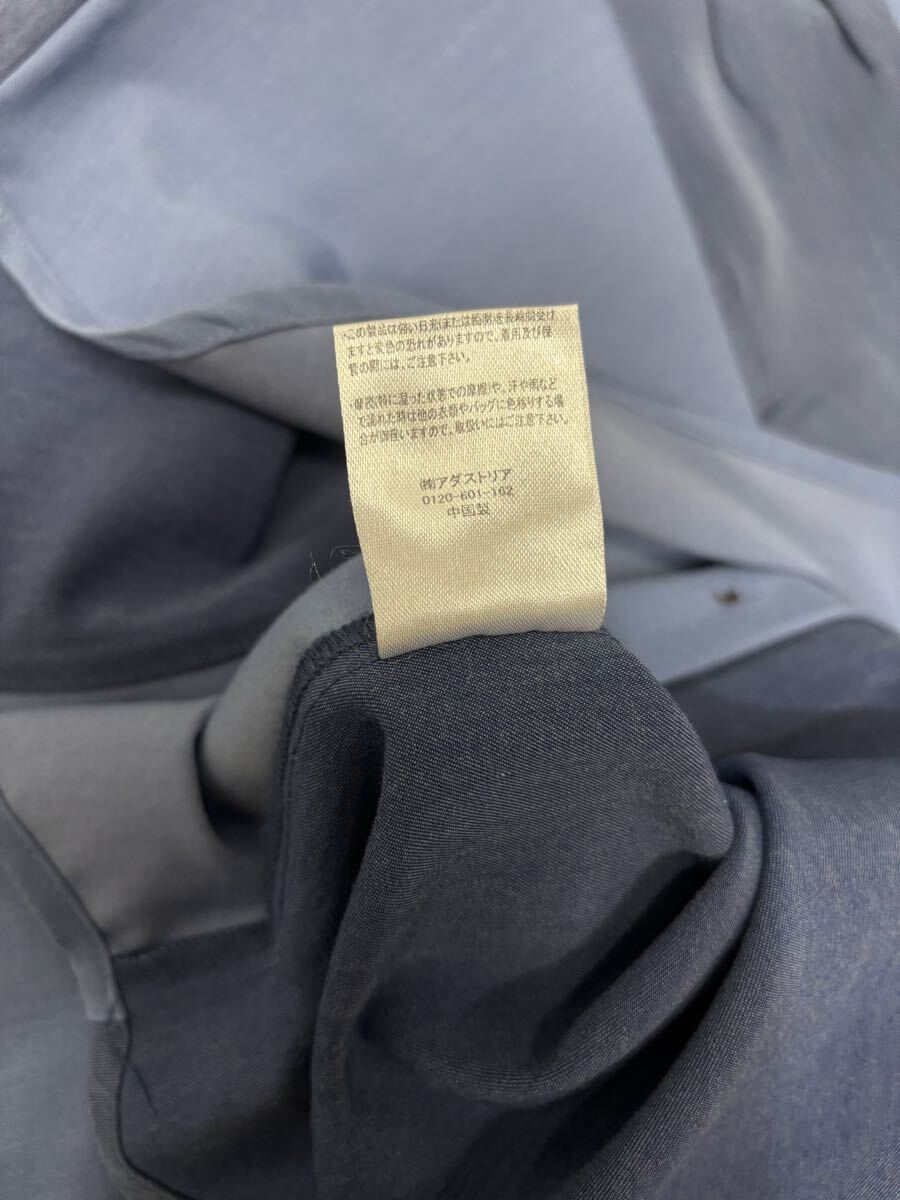 ・この製品は強い日光(または照明)を長時間受け
ますと変色の恐れがありますので、着用及び保
管の際には、ご注意下さい。
・摩擦(特に湿った状態での摩擦)や、汗や雨など
で濡れた時は他の衣類やバッグに色移りする場
合が御座いますので、取扱いにはご注意下さい。
㈱アダストリア
0120-601-162
中国製